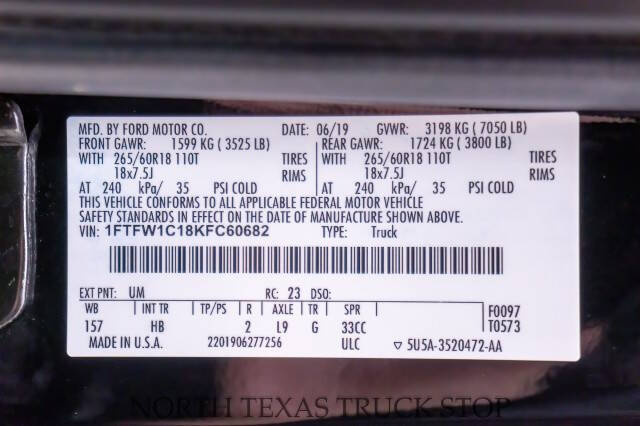 MFD. BY FORD MOTOR CO. DATE: 06/19 GVWR: 3198 KG ( 7050 LB)
FRONT GAWR: 1599 KG ( 3525 LB) REAR GAWR: 1724 KG ( 3800 LB)
WITH 265/60R18 110T TIRES WITH 265/60R18 110T TIRES
18x7.5J RIMS 18x7.5J RIMS
AT 240 kPa/ 35 PSI COLD AT 240 kPa/ 35 PSI COLD
THIS VEHICLE CONFORMS TO ALL APPLICABLE FEDERAL MOTOR VEHICLE
SAFETY STANDARDS IN EFFECT ON THE DATE OF MANUFACTURE SHOWN ABOVE.
VIN: 1FTFW1C18KFC60682 TYPE: Truck
EXT PNT: UM RC: 23 DSO:
WB INT TR TP/PS R AXLE TR SPR F0097
157 HB 2 L9 G 33CC T0573
MADE IN U.S.A. 2201906277256 ULC ▽ 5U5A-3520472-AA
NORTH TEXAS TRUCK STOP